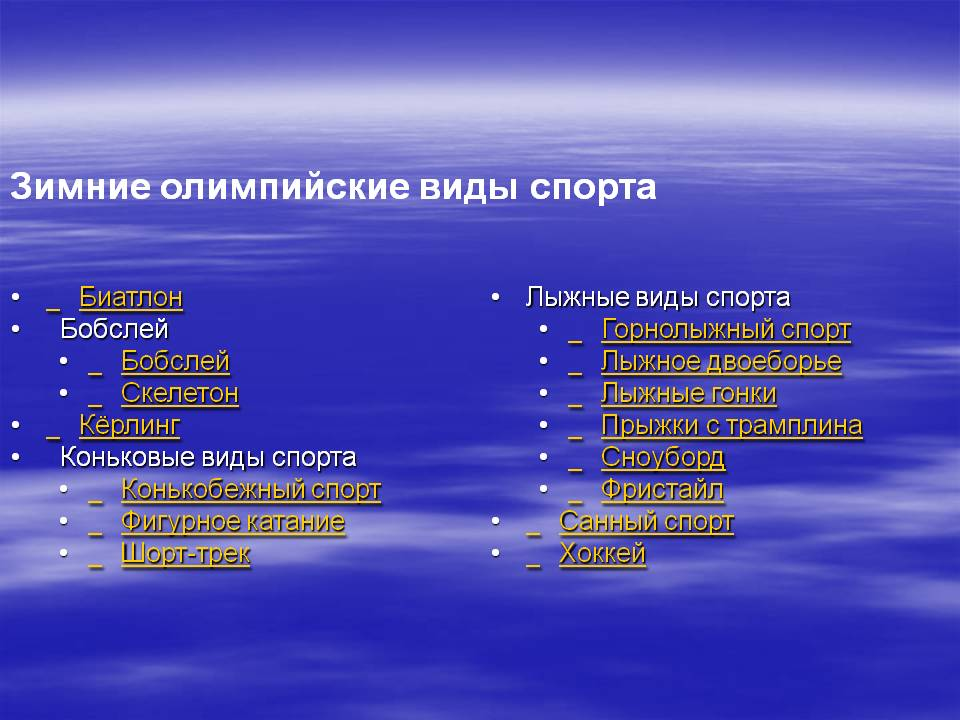 Зимние олимпийские виды спорта
• _ Биатлон
• Бобслей
• _ Бобслей
• _ Скелетон
• _ Кёрлинг
• Коньковые виды спорта
• _ Конькобежный спорт
• _ Фигурное катание
• _ Шорт-трек
• Лыжные виды спорта
• _ Горнолыжный спорт
• _ Лыжное двоеборье
• _ Лыжные гонки
• _ Прыжки с трамплина
• _ Сноуборд
• _ Фристайл
• _ Санный спорт
• _ Хоккей